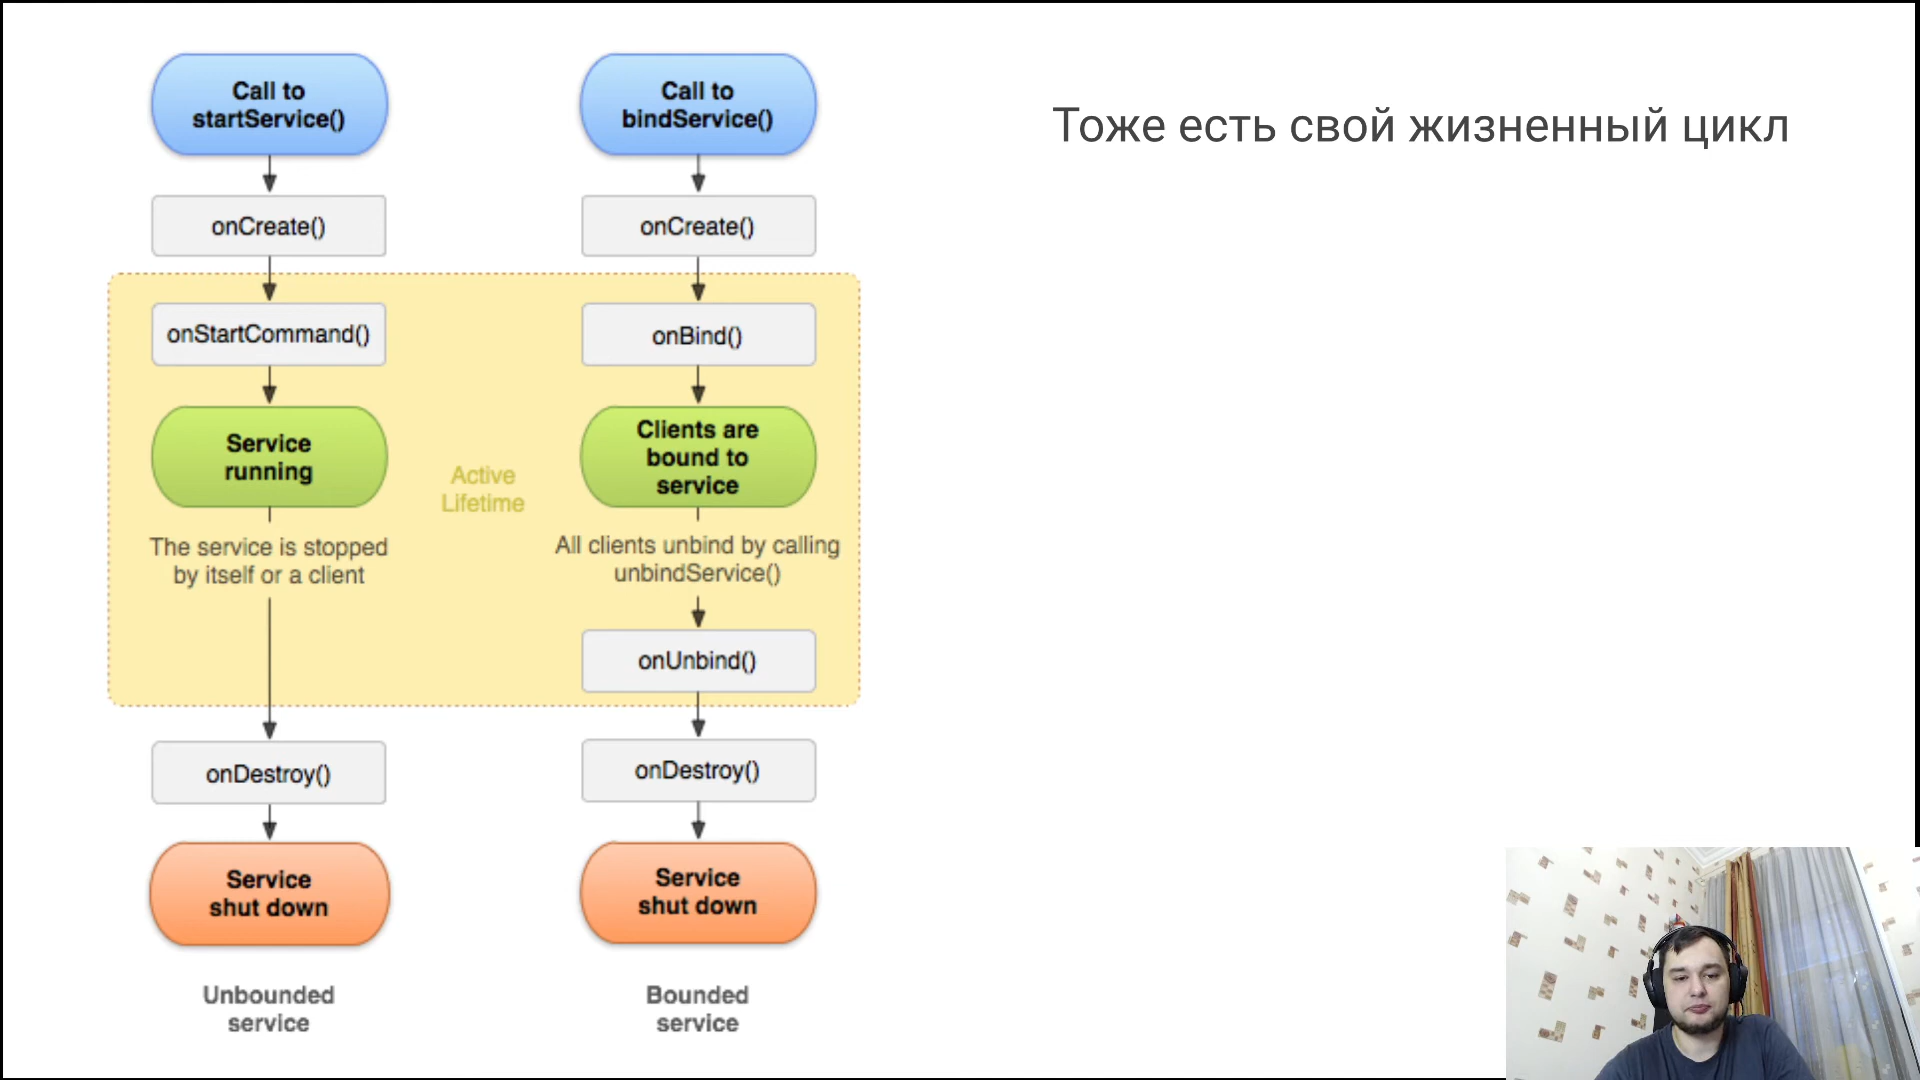 Call to
startService()
onCreate()
onStartCommand()
Service
running
The service is stopped
by itself or a client
onDestroy()
Service
shut down
Unbounded
service
Active
Lifetime
Call to
bindService()
onCreate()
onBind()
Clients are
bound to
service
All clients unbind by calling
unbindService()
onUnbind()
onDestroy()
Service
shut down
Bounded
service
Тоже есть свой жизненный цикл